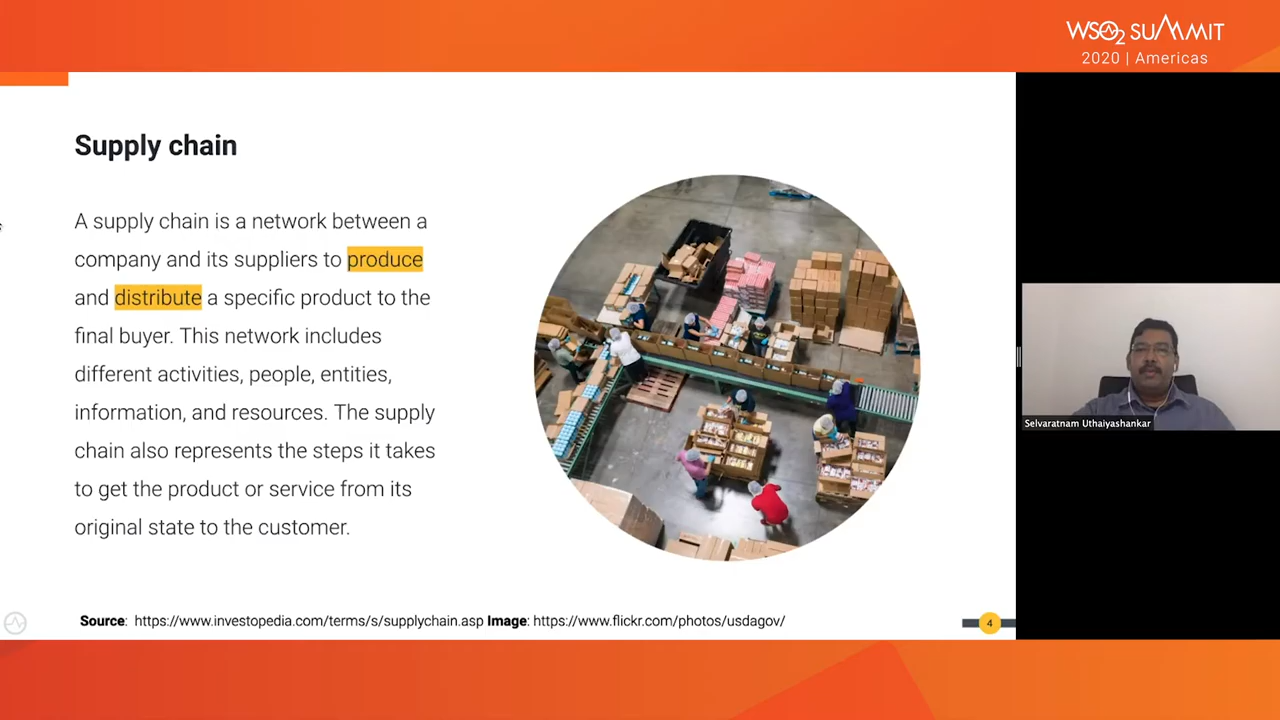 WSO2 SUMMIT
2020 | Americas
Supply chain
A supply chain is a network between a
company and its suppliers to produce
and distribute a specific product to the
final buyer. This network includes
different activities, people, entities,
information, and resources. The supply
chain also represents the steps it takes
to get the product or service from its
original state to the customer.
Source: https://www.investopedia.com/terms/s/supplychain.asp Image: https://www.flickr.com/photos/usdagov/
4
Selvaratnam Uthaiyashankar